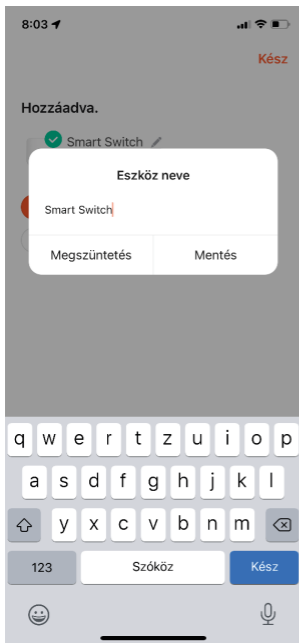 8:03
Kész
Hozzáadva.
Smart Switch
Eszköz neve
Smart Switch
Megszüntetés Mentés
q w e r t z u i o p
a s d f g h j k l
y x c v b n m
123 Szóköz Kész